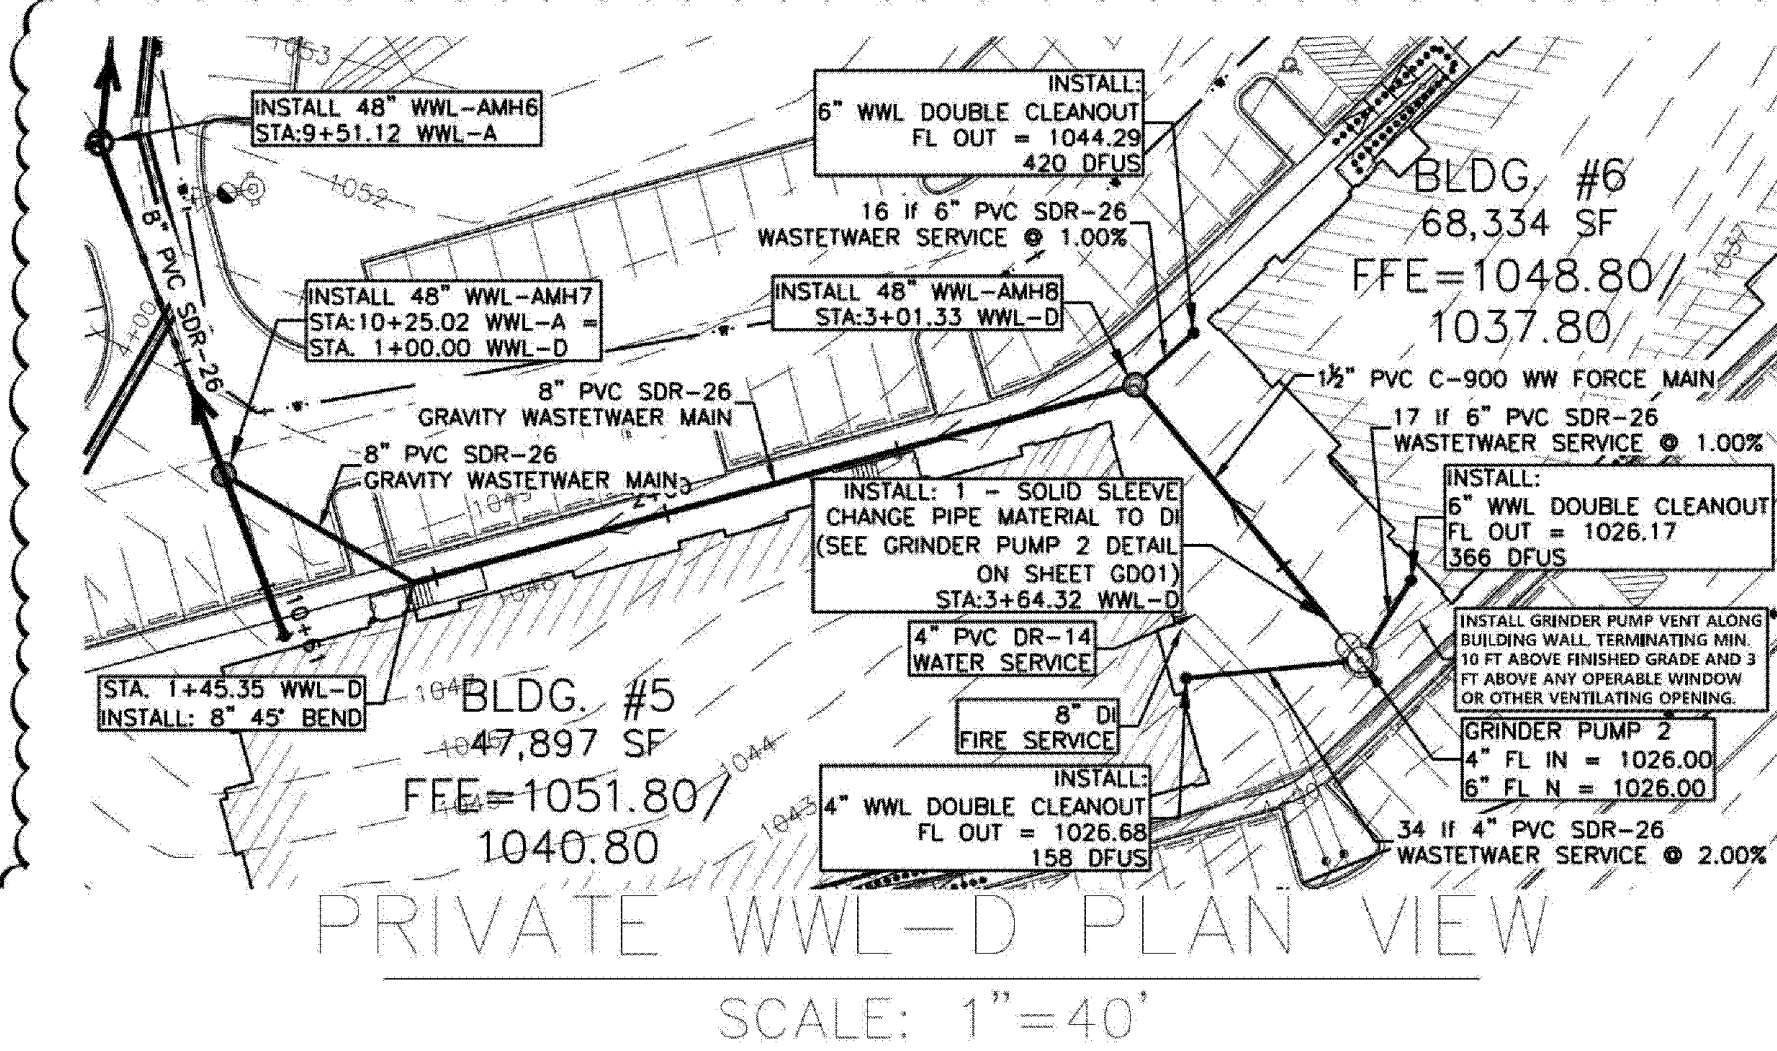 1053
INSTALL 48" WWL-AMH6
STA:9+51.12 WWL-A
1052
8" PVC SDR-26
4+00
INSTALL:
6" WWL DOUBLE CLEANOUT
FL OUT = 1044.29
420 DFUS
16 lf 6" PVC SDR-26
WASTETWAER SERVICE @ 1.00%
BLDG. #6
68,334 SF
FFE=1048.80/
1037.80
1037
INSTALL 48" WWL-AMH7
STA:10+25.02 WWL-A =
STA. 1+00.00 WWL-D
INSTALL 48" WWL-AMH8
STA:3+01.33 WWL-D
8" PVC SDR-26
GRAVITY WASTETWAER MAIN
8" PVC SDR-26
GRAVITY WASTETWAER MAIN
1½" PVC C-900 WW FORCE MAIN
17 lf 6" PVC SDR-26
WASTETWAER SERVICE @ 1.00%
INSTALL:
6" WWL DOUBLE CLEANOUT
FL OUT = 1026.17
366 DFUS
INSTALL: 1 - SOLID SLEEVE
CHANGE PIPE MATERIAL TO DI
(SEE GRINDER PUMP 2 DETAIL
ON SHEET GD01)
STA:3+64.32 WWL-D
10+61
4" PVC DR-14
WATER SERVICE
INSTALL GRINDER PUMP VENT ALONG
BUILDING WALL, TERMINATING MIN.
10 FT ABOVE FINISHED GRADE AND 3
FT ABOVE ANY OPERABLE WINDOW
OR OTHER VENTILATING OPENING.
STA. 1+45.35 WWL-D
INSTALL: 8" 45° BEND
BLDG. #5
47,897 SF
FFE=1051.80/
1040.80
1044
1043
8" DI
FIRE SERVICE
GRINDER PUMP 2
4" FL IN = 1026.00
6" FL N = 1026.00
INSTALL:
4" WWL DOUBLE CLEANOUT
FL OUT = 1026.68
158 DFUS
34 lf 4" PVC SDR-26
WASTETWAER SERVICE @ 2.00%
PRIVATE WWL-D PLAN VIEW
SCALE: 1"=40'